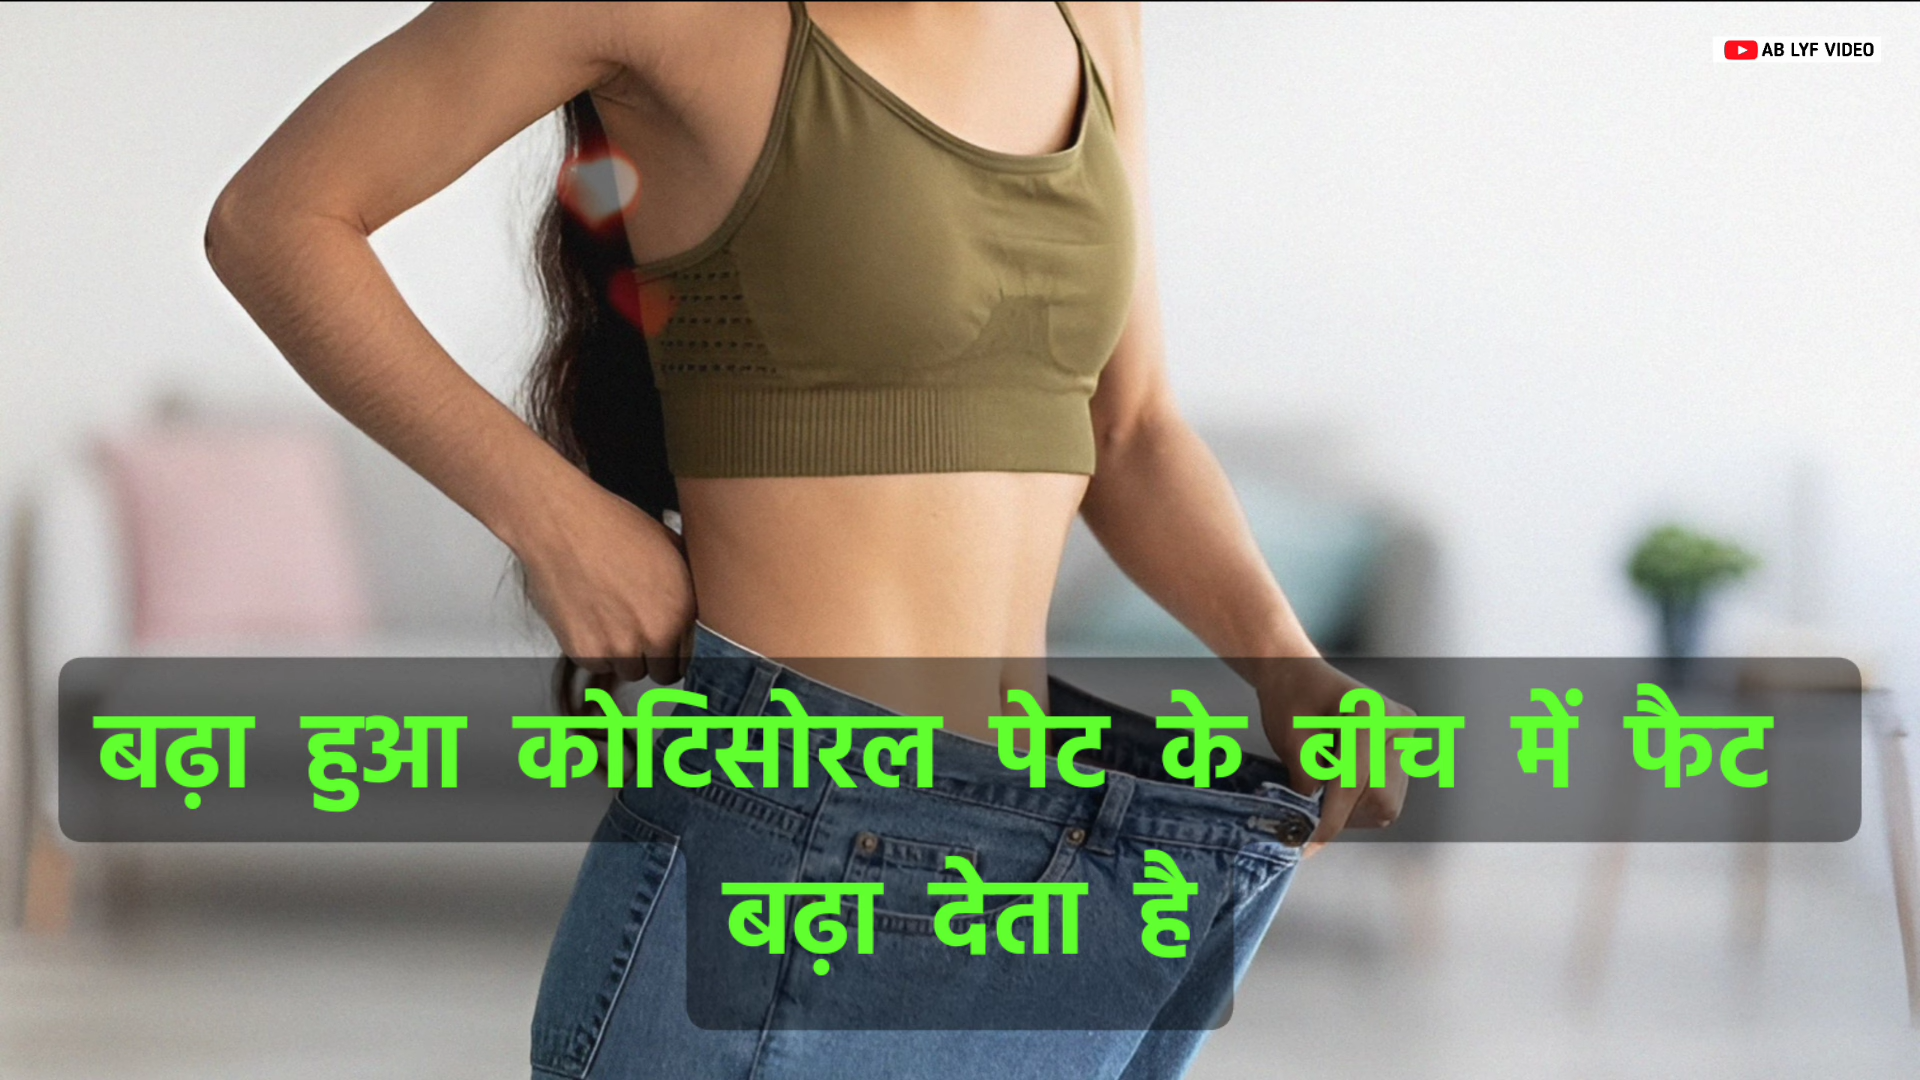 AB LYF VIDEO
बढ़ा हुआ कोटिसोरल पेट के बीच में फैट
बढ़ा देता है